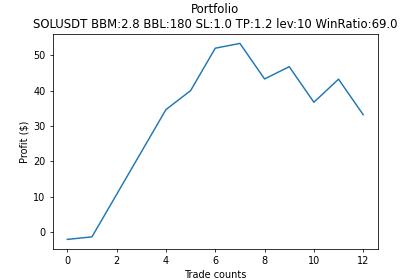 Portfolio
SOLUSDT BBM:2.8 BBL:180 SL:1.0 TP:1.2 lev:10 WinRatio:69.0
Profit ($)
50
40
30
20
10
0
0 2 4 6 8 10 12
Trade counts